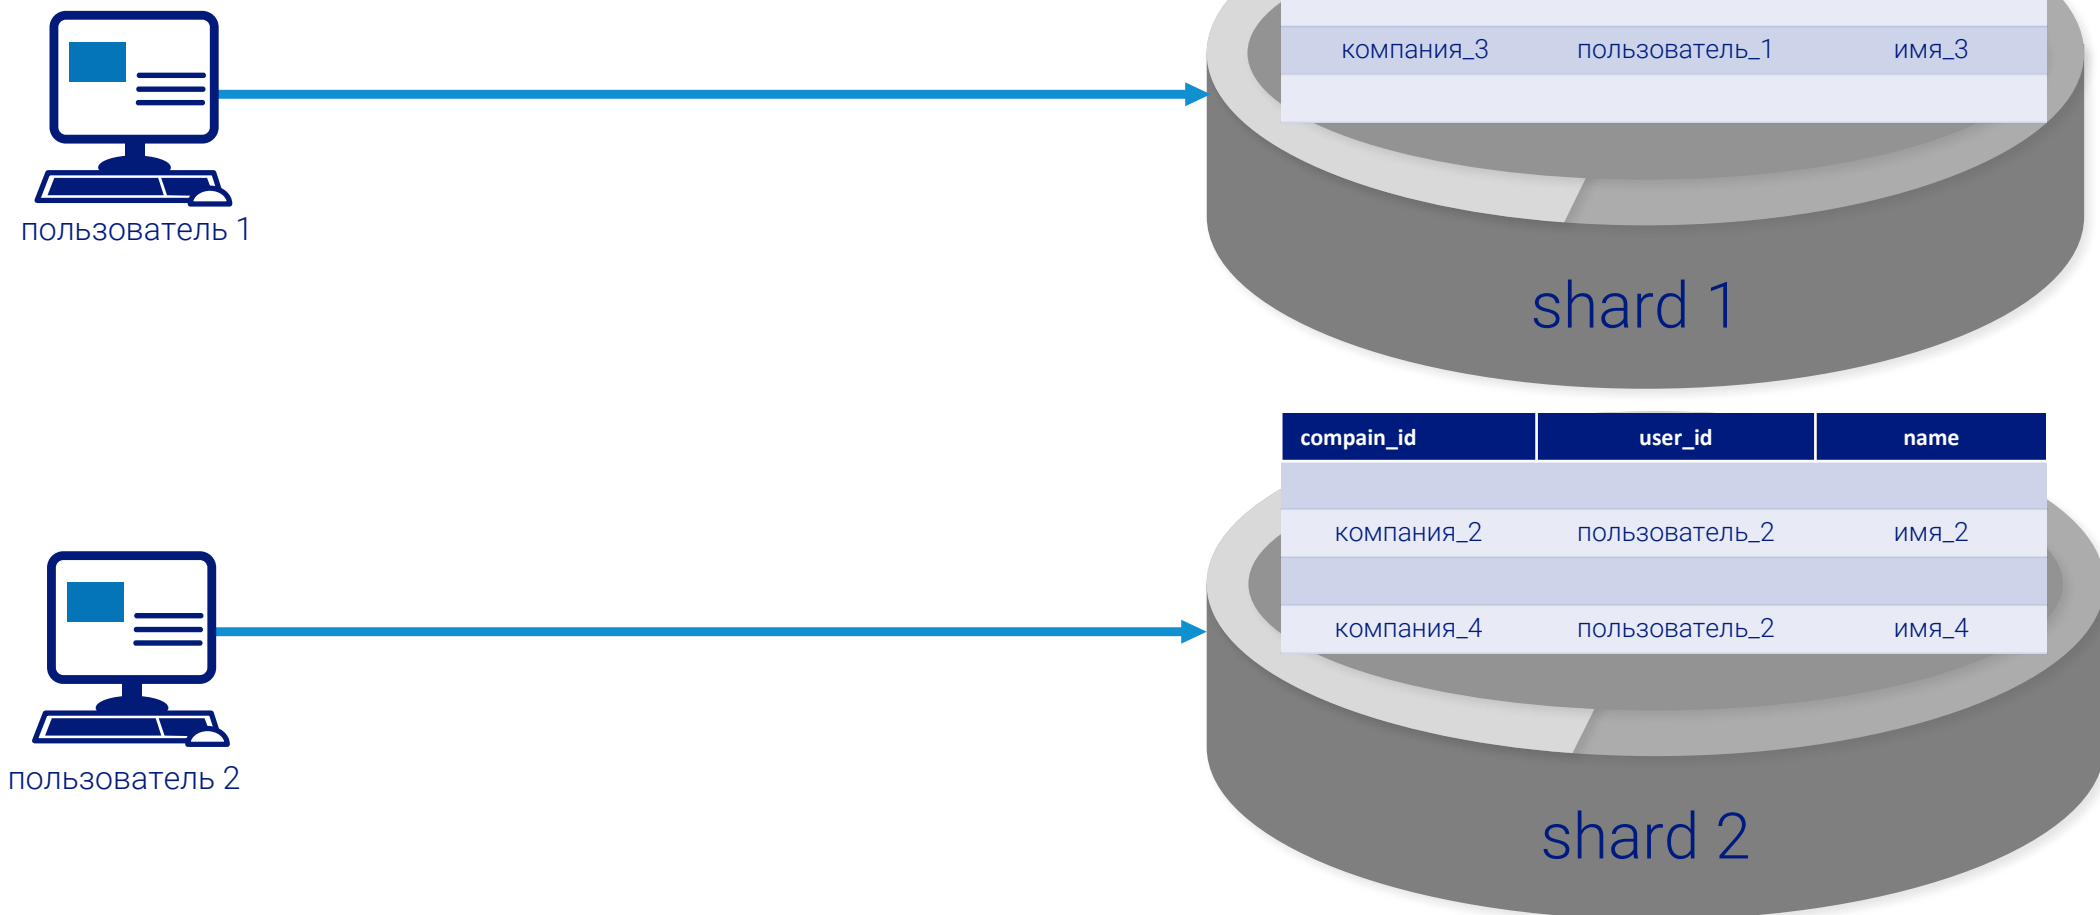 компания_3 пользователь_1 имя_3
пользователь 1
shard 1
compain_id user_id name
компания_2 пользователь_2 имя_2
компания_4 пользователь_2 имя_4
пользователь 2
shard 2